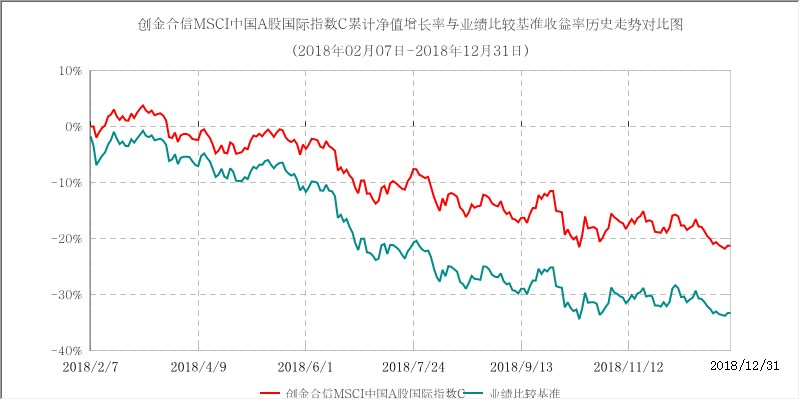 创金合信MSCI中国A股国际指数C累计净值增长率与业绩比较基准收益率历史走势对比图
(2018年02月07日-2018年12月31日)
10%
0%
-10%
-20%
-30%
-40%
2018/2/7 2018/4/9 2018/6/1 2018/7/24 2018/9/13 2018/11/12 2018/12/31
创金合信MSCI中国A股国际指数C 业绩比较基准